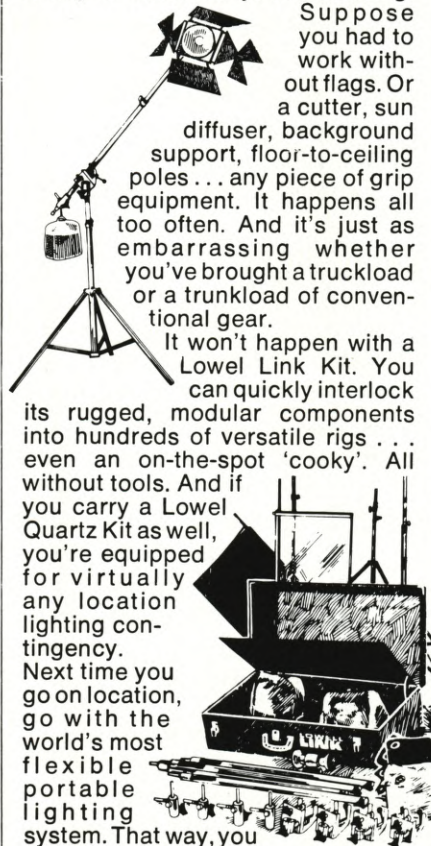 Suppose
you had to
work with-
out flags. Or
a cutter, sun
diffuser, background
support, floor-to-ceiling
poles . . . any piece of grip
equipment. It happens all
too often. And it's just as
embarrassing whether
you've brought a truckload
or a trunkload of conven-
tional gear.
It won't happen with a
Lowel Link Kit. You
can quickly interlock
its rugged, modular components
into hundreds of versatile rigs . . .
even an on-the-spot 'cooky'. All
without tools. And if
you carry a Lowel
Quartz Kit as well,
you're equipped
for virtually
any location
lighting con-
tingency.
Next time you
go on location,
go with the
world's most
flexible
portable
lighting
system. That way, you
LINK